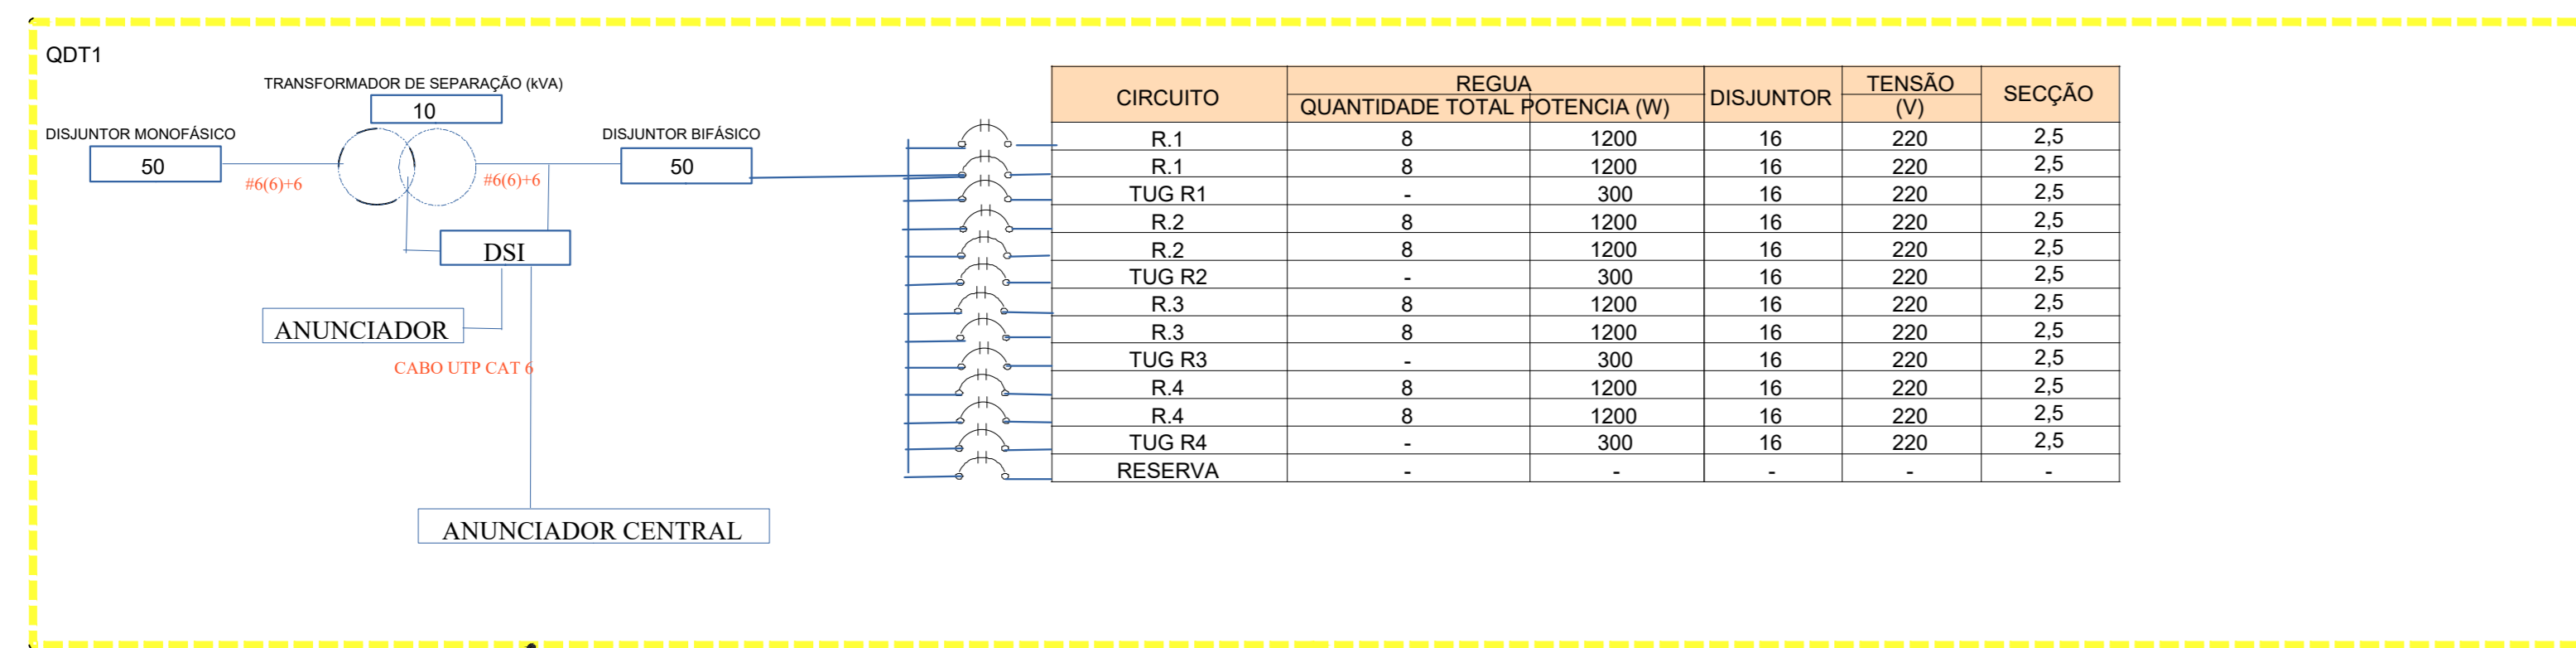 QDT1
TRANSFORMADOR DE SEPARAÇÃO (kVA)
10
DISJUNTOR MONOFÁSICO
50
#6(6)+6
#6(6)+6
DISJUNTOR BIFÁSICO
50
DSI
ANUNCIADOR
CABO UTP CAT 6
ANUNCIADOR CENTRAL
CIRCUITO REGUA DISJUNTOR TENSÃO SECÇÃO
QUANTIDADE TOTAL POTENCIA (W) (V)
R.1 8 1200 16 220 2,5
R.1 8 1200 16 220 2,5
TUG R1 - 300 16 220 2,5
R.2 8 1200 16 220 2,5
R.2 8 1200 16 220 2,5
TUG R2 - 300 16 220 2,5
R.3 8 1200 16 220 2,5
R.3 8 1200 16 220 2,5
TUG R3 - 300 16 220 2,5
R.4 8 1200 16 220 2,5
R.4 8 1200 16 220 2,5
TUG R4 - 300 16 220 2,5
RESERVA - - - - -